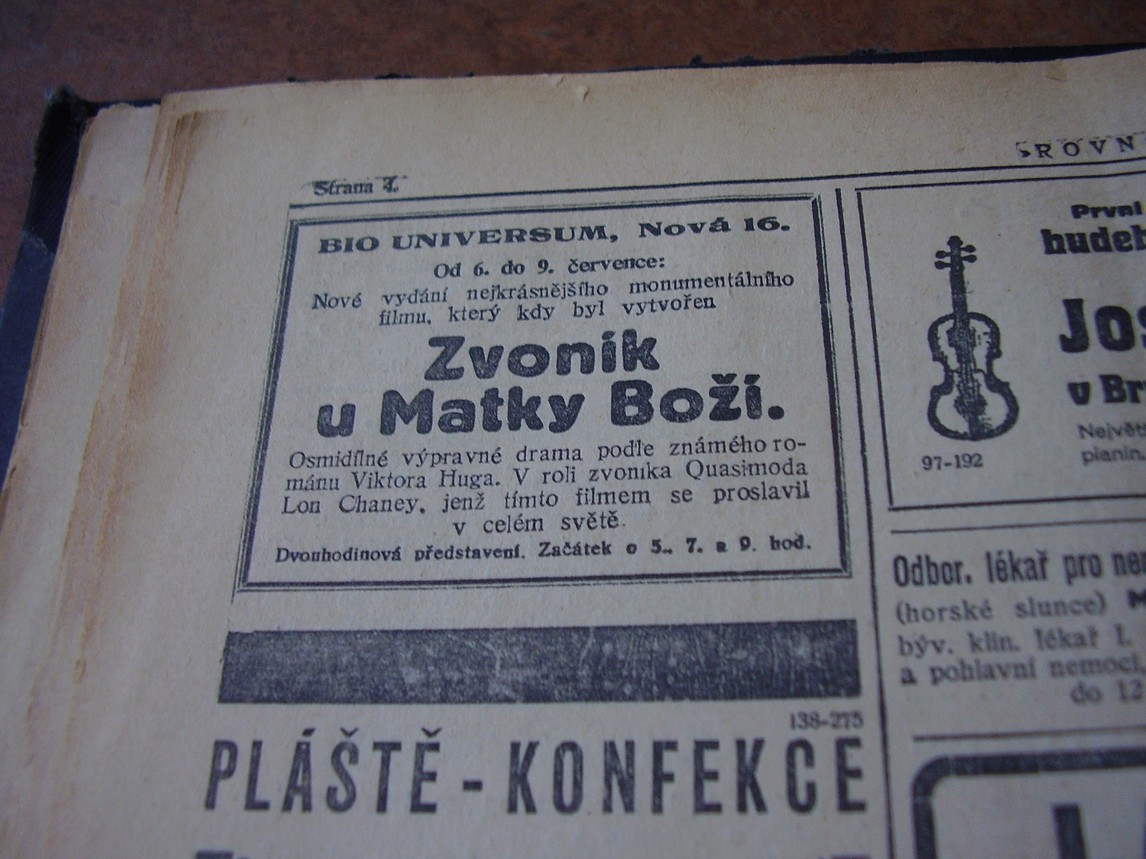 Strana 4.
BIO UNIVERSUM, Nová 16.
Od 6. do 9. července:
Nové vydání nejkrásnějšího monumentálního
filmu, který kdy byl vytvořen
Zvoník
u Matky Boží.
Osmidílné výpravné drama podle známého ro-
mánu Viktora Huga. V roli zvoníka Quasimoda
Lon Chaney, jenž tímto filmem se proslavil
v celém světě.
Dvouhodinová představení. Začátek o 5., 7. a 9. hod.
138-275
PLÁŠTĚ - KONFEKCE
ROVN
První
hudeb
Jos
v Br
Největší
planin.
97-192
Odbor. lékař pro ne
(horské slunce) M
býv. klin. lékař I.
a pohlavní nemoci
do 12